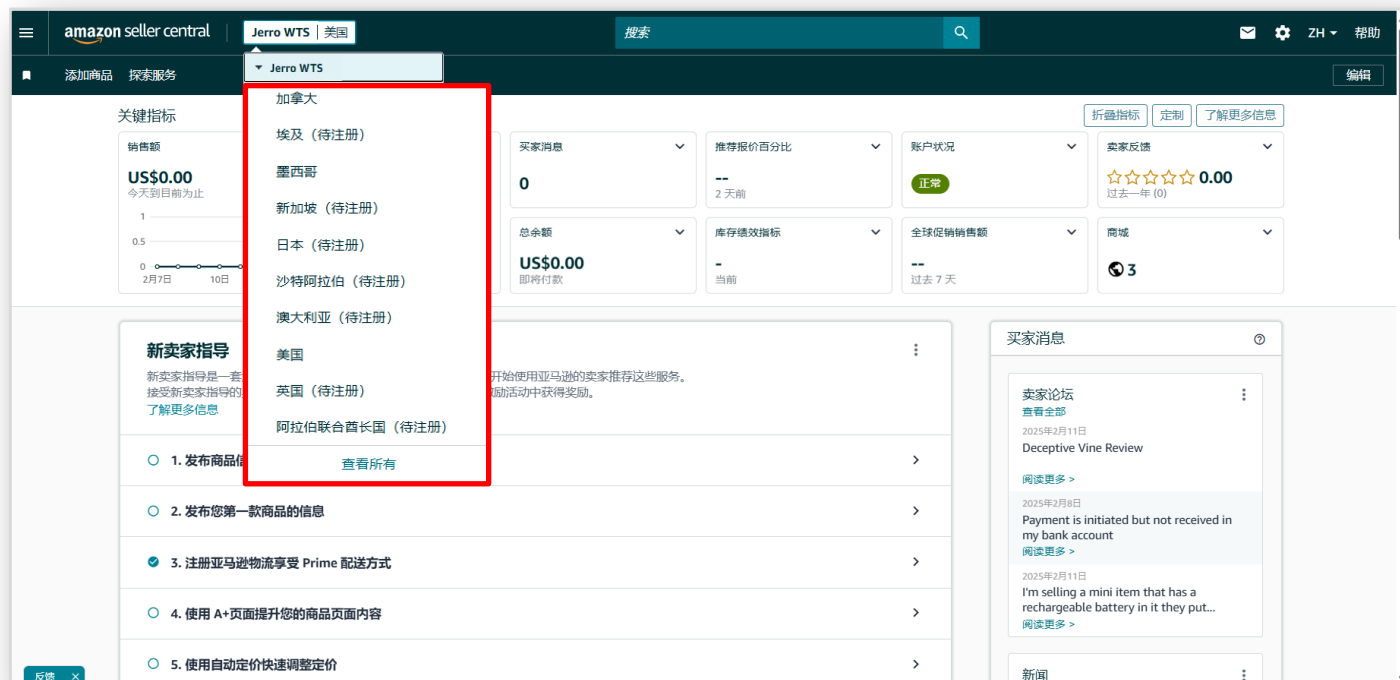 amazon seller central
Jerro WTS | 美国
搜索
ZH
帮助
添加商品
探索服务
编辑
Jerro WTS
加拿大
埃及（待注册）
墨西哥
新加坡（待注册）
日本（待注册）
沙特阿拉伯（待注册）
澳大利亚（待注册）
美国
英国（待注册）
阿拉伯联合酋长国（待注册）
查看所有
关键指标
折叠指标
定制
了解更多信息
销售额
US$0.00
今天到目前为止
1
0.5
0
2月7日
10日
买家消息
0
推荐报价百分比
--
2 天前
账户状况
正常
卖家反馈
0.00
过去一年 (0)
总余额
US$0.00
即将付款
库存绩效指标
-
当前
全球促销销售额
--
过去 7 天
商城
3
新卖家指导
新卖家指导是一套
开始使用亚马逊的卖家推荐这些服务。
接受新卖家指导的
励活动中获得奖励。
了解更多信息
1. 发布商品信
2. 发布您第一款商品的信息
3. 注册亚马逊物流享受 Prime 配送方式
4. 使用 A+页面提升您的商品页面内容
5. 使用自动定价快速调整定价
买家消息
卖家论坛
查看全部
2025年2月11日
Deceptive Vine Review
阅读更多 >
2025年2月8日
Payment is initiated but not received in
my bank account
阅读更多 >
2025年2月11日
I'm selling a mini item that has a
rechargeable battery in it they put...
阅读更多 >
新闻
反馈